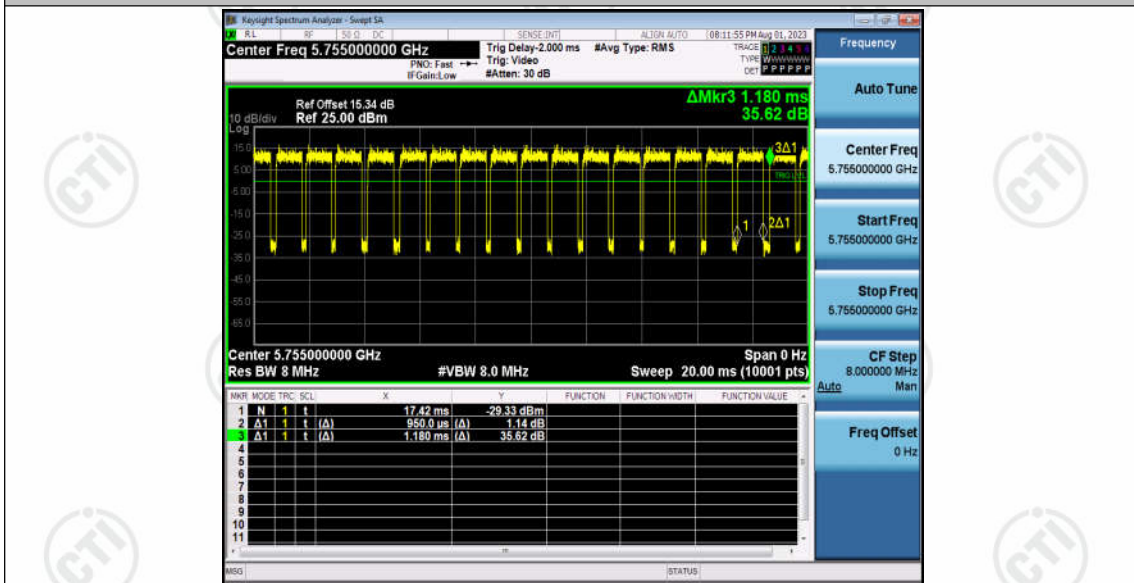 Keysight Spectrum Analyzer - Swept SA
RL RF 50 Ω DC SENSE:INT ALIGN AUTO 08:11:55 PM Aug 01, 2023
Center Freq 5.755000000 GHz Trig Delay-2.000 ms #Avg Type: RMS TRACE 1 2 3 4 5 6
PNO: Fast Trig: Video TYPE WWWWWW
IFGain:Low #Atten: 30 dB DET P P P P P P
Frequency
Auto Tune
ΔMkr3 1.180 ms
35.62 dB
Ref Offset 15.34 dB
10 dB/div Ref 25.00 dBm
Log
15.0
5.00
-5.00
-15.0
-25.0
-35.0
-45.0
-55.0
-65.0
3Δ1
TRIG LVL
1
2Δ1
Center 5.755000000 GHz Span 0 Hz
Res BW 8 MHz #VBW 8.0 MHz Sweep 20.00 ms (10001 pts)
Center Freq
5.755000000 GHz
Start Freq
5.755000000 GHz
Stop Freq
5.755000000 GHz
CF Step
8.000000 MHz
Auto Man
Freq Offset
0 Hz
MKR MODE TRC SCL X Y FUNCTION FUNCTION WIDTH FUNCTION VALUE
1 N 1 t 17.42 ms -29.33 dBm
2 Δ1 1 t (Δ) 950.0 µs (Δ) 1.14 dB
3 Δ1 1 t (Δ) 1.180 ms (Δ) 35.62 dB
4
5
6
7
8
9
10
11
MSG STATUS
CTI
CTI
CTI
CTI